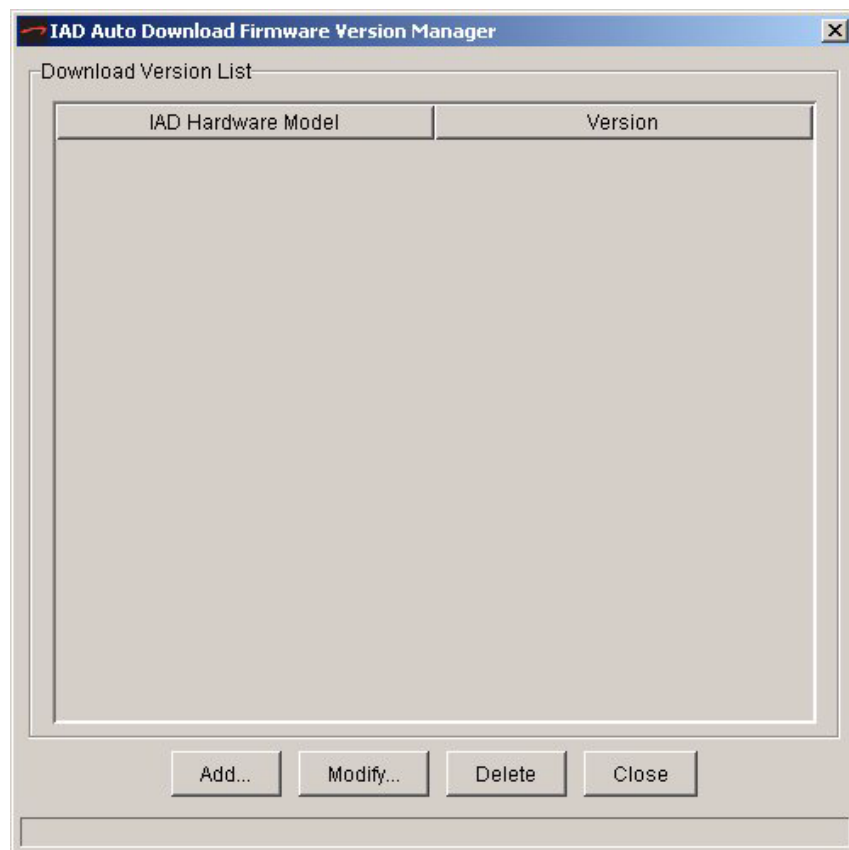 IAD Auto Download Firmware Version Manager
Download Version List
IAD Hardware Model Version
Add... Modify... Delete Close